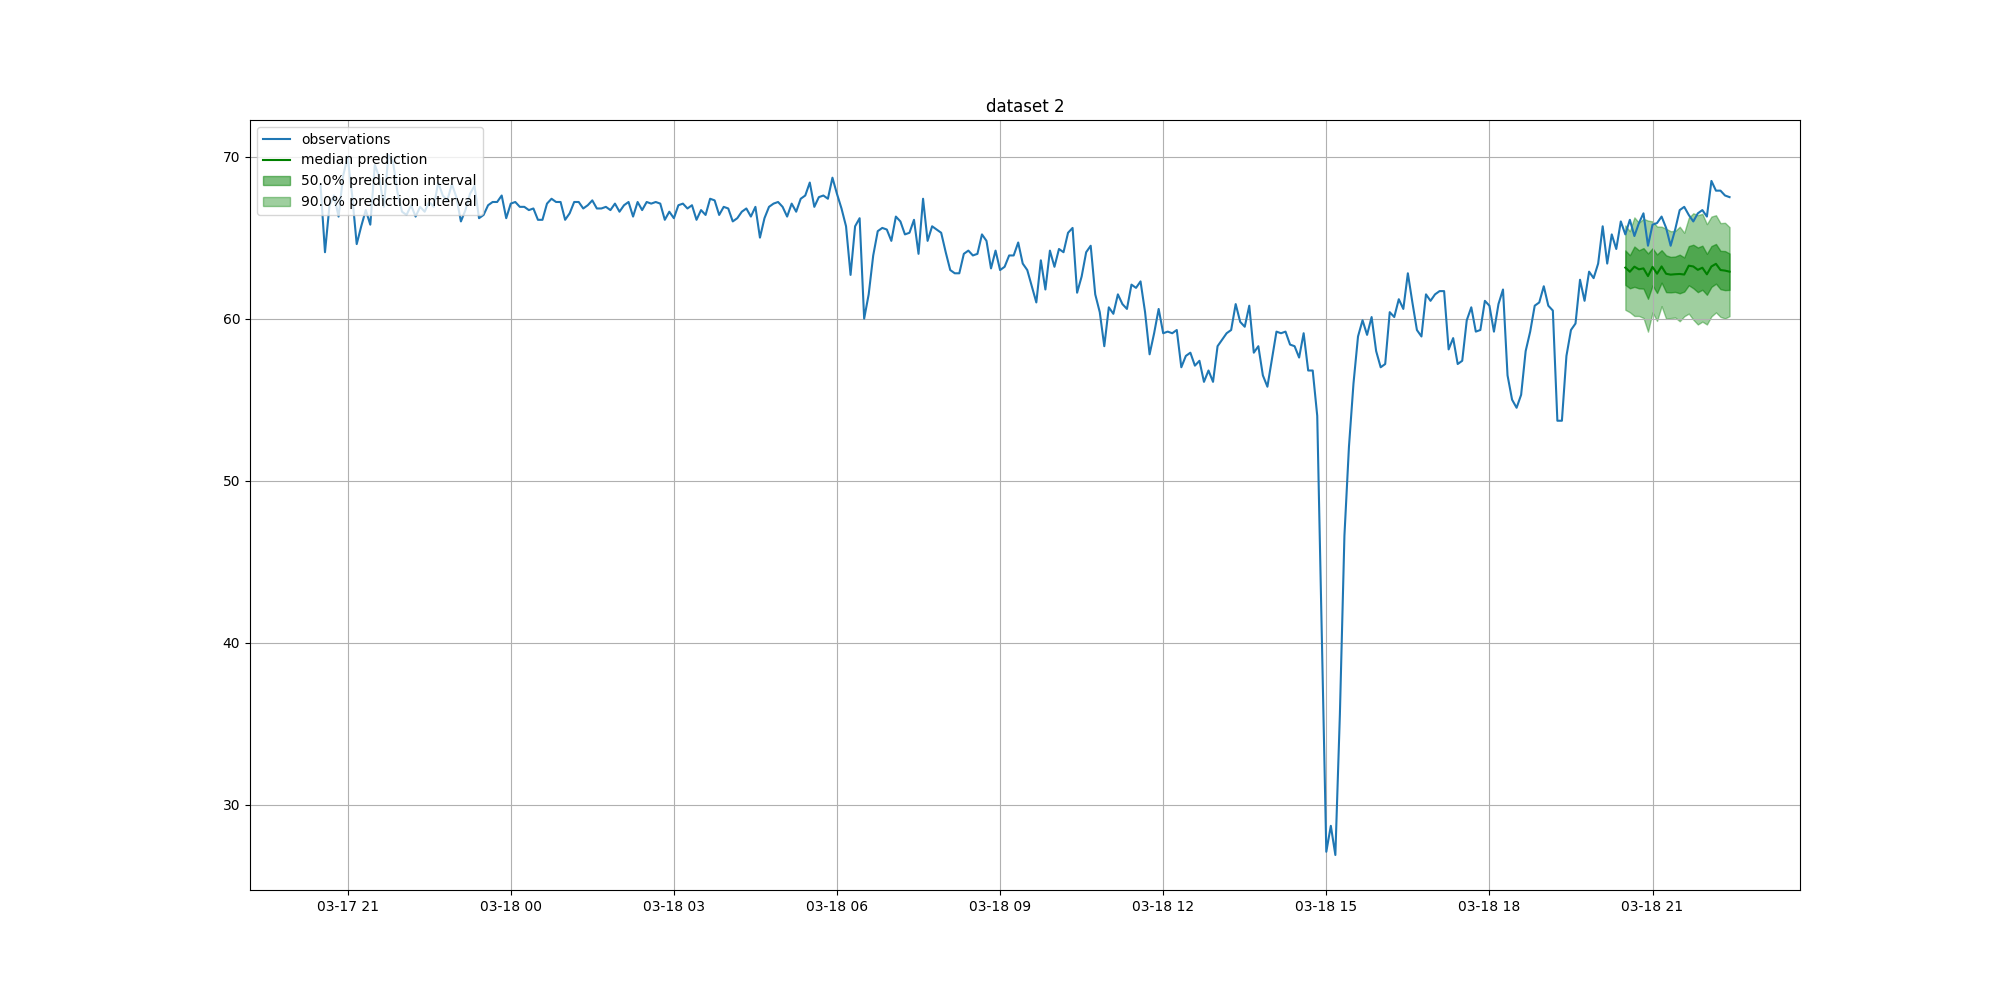 dataset 2
observations
median prediction
50.0% prediction interval
90.0% prediction interval
70
60
50
40
30
03-17 21
03-18 00
03-18 03
03-18 06
03-18 09
03-18 12
03-18 15
03-18 18
03-18 21